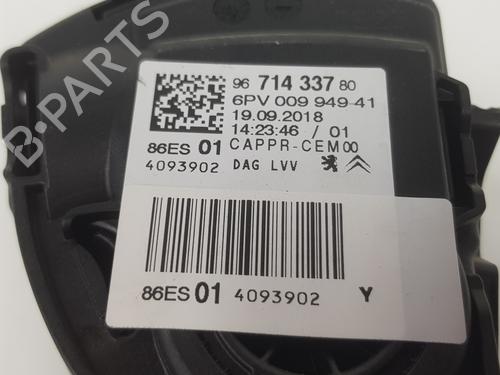 96 714 337 80
6PV 009 949-41
19.09.2018
14:23:46 / 01
86ES 01 CAPPR-CEM00
4093902 DAG LVV
86ES 01 4093902 Y
B-PARTS